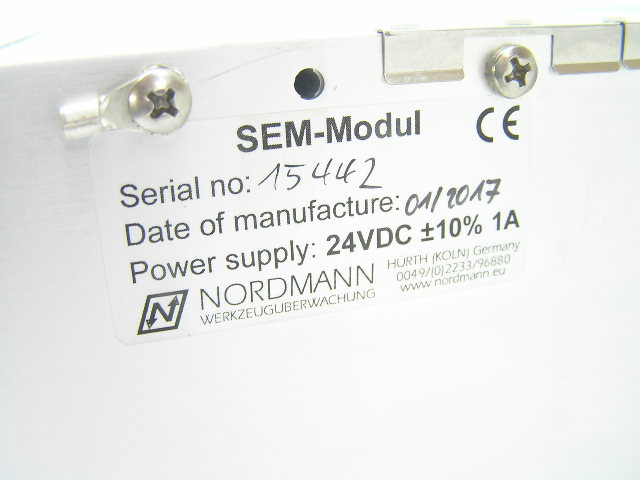 SEM-Modul CE
Serial no: 15442
Date of manufacture: 01/2017
Power supply: 24VDC ±10% 1A
N NORDMANN
WERKZEUGÜBERWACHUNG
HÜRTH (KÖLN) Germany
0049/(0)2233/96880
www.nordmann.eu